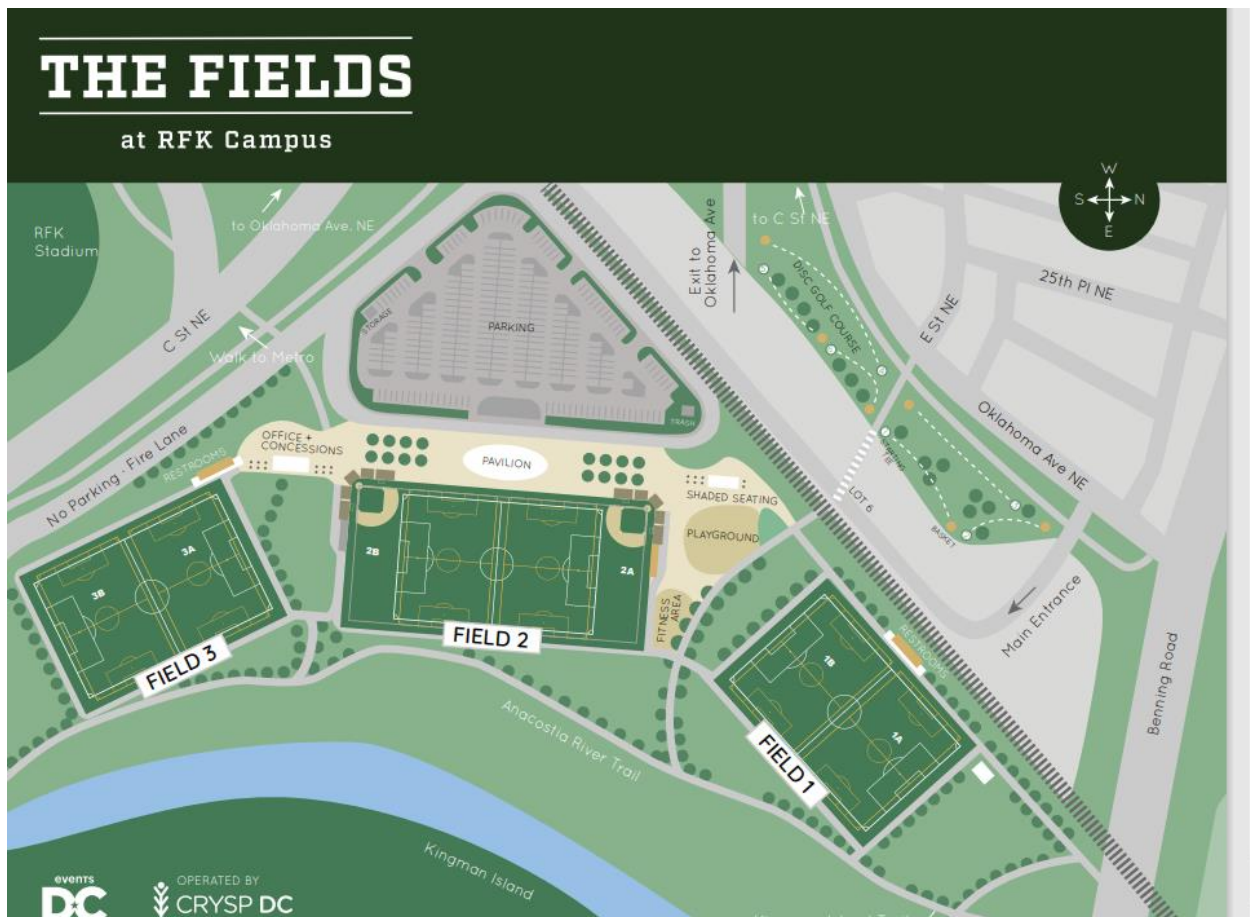 THE FIELDS
at RFK Campus
W
S
N
E
RFK
Stadium
to Oklahoma Ave. NE
C St NE
Walk to Metro
STORAGE
PARKING
TRASH
Exit to
Oklahoma Ave
to C St NE
DISC GOLF COURSE
E St NE
25th Pl NE
Oklahoma Ave NE
STARTING
TEE
LOT 6
BASKET
Main Entrance
Benning Road
No Parking - Fire Lane
RESTROOMS
OFFICE +
CONCESSIONS
PAVILION
SHADED SEATING
PLAYGROUND
FITNESS
AREA
3A
3B
FIELD 3
2B
2A
FIELD 2
RESTROOMS
1B
1A
FIELD 1
Anacostia River Trail
Kingman Island
events
DC
OPERATED BY
CRYSP DC